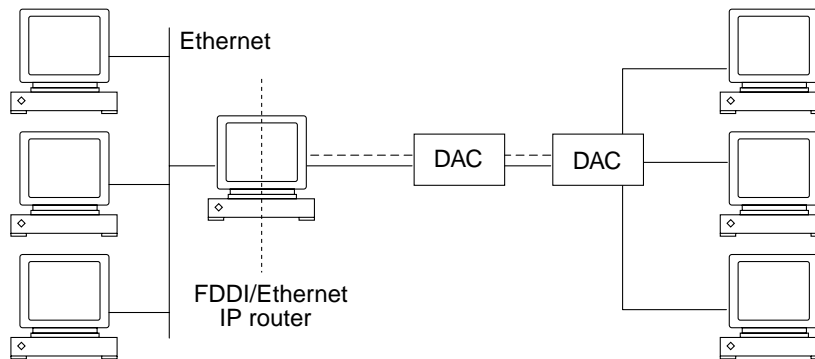 Ethernet
DAC
DAC
FDDI/Ethernet
IP router